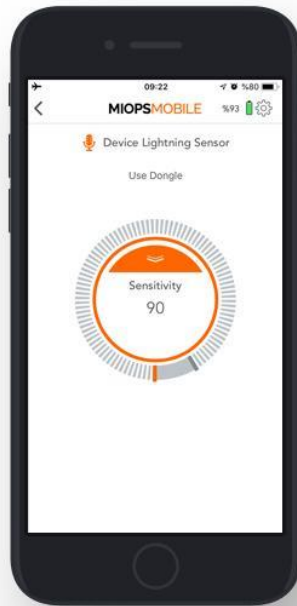 09:22 %80
MIOPSMOBILE %93
Device Lightning Sensor
Use Dongle
Sensitivity
90